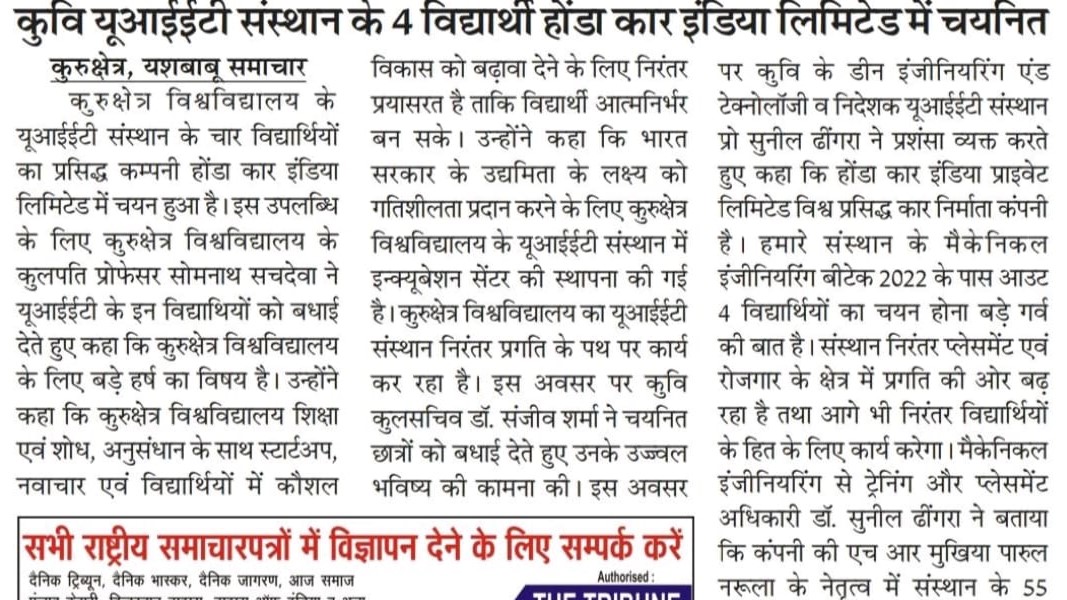 कुवि यूआईईटी संस्थान के 4 विद्यार्थी होंडा कार इंडिया लिमिटेड में चयनित
कुरुक्षेत्र, यशबाबू समाचार
कुरुक्षेत्र विश्वविद्यालय के
यूआईईटी संस्थान के चार विद्यार्थियों
का प्रसिद्ध कम्पनी होंडा कार इंडिया
लिमिटेड में चयन हुआ है। इस उपलब्धि
के लिए कुरुक्षेत्र विश्वविद्यालय के
कुलपति प्रोफेसर सोमनाथ सचदेवा ने
यूआईईटी के इन विद्याथियों को बधाई
देते हुए कहा कि कुरुक्षेत्र विश्वविद्यालय
के लिए बड़े हर्ष का विषय है। उन्होंने
कहा कि कुरुक्षेत्र विश्वविद्यालय शिक्षा
एवं शोध, अनुसंधान के साथ स्टार्टअप,
नवाचार एवं विद्यार्थियों में कौशल
विकास को बढ़ावा देने के लिए निरंतर
प्रयासरत है ताकि विद्यार्थी आत्मनिर्भर
बन सके। उन्होंने कहा कि भारत
सरकार के उद्यमिता के लक्ष्य को
गतिशीलता प्रदान करने के लिए कुरुक्षेत्र
विश्वविद्यालय के यूआईईटी संस्थान में
इन्क्यूबेशन सेंटर की स्थापना की गई
है। कुरुक्षेत्र विश्वविद्यालय का यूआईईटी
संस्थान निरंतर प्रगति के पथ पर कार्य
कर रहा है। इस अवसर पर कुवि
कुलसचिव डॉ. संजीव शर्मा ने चयनित
छात्रों को बधाई देते हुए उनके उज्ज्वल
भविष्य की कामना की। इस अवसर
पर कुवि के डीन इंजीनियरिंग एंड
टेक्नोलॉजी व निदेशक यूआईईटी संस्थान
प्रो सुनील ढींगरा ने प्रशंसा व्यक्त करते
हुए कहा कि होंडा कार इंडिया प्राइवेट
लिमिटेड विश्व प्रसिद्ध कार निर्माता कंपनी
है। हमारे संस्थान के मैकेनिकल
इंजीनियरिंग बीटेक 2022 के पास आउट
4 विद्यार्थियों का चयन होना बड़े गर्व
की बात है। संस्थान निरंतर प्लेसमेंट एवं
रोजगार के क्षेत्र में प्रगति की ओर बढ़
रहा है तथा आगे भी निरंतर विद्यार्थियों
के हित के लिए कार्य करेगा। मैकेनिकल
इंजीनियरिंग से ट्रेनिंग और प्लेसमेंट
अधिकारी डॉ. सुनील ढींगरा ने बताया
कि कंपनी की एच आर मुखिया पारुल
नरूला के नेतृत्व में संस्थान के 55
सभी राष्ट्रीय समाचारपत्रों में विज्ञापन देने के लिए सम्पर्क करें
दैनिक ट्रिब्यून, दैनिक भास्कर, दैनिक जागरण, आज समाज
Authorised :
THE TRIBUNE